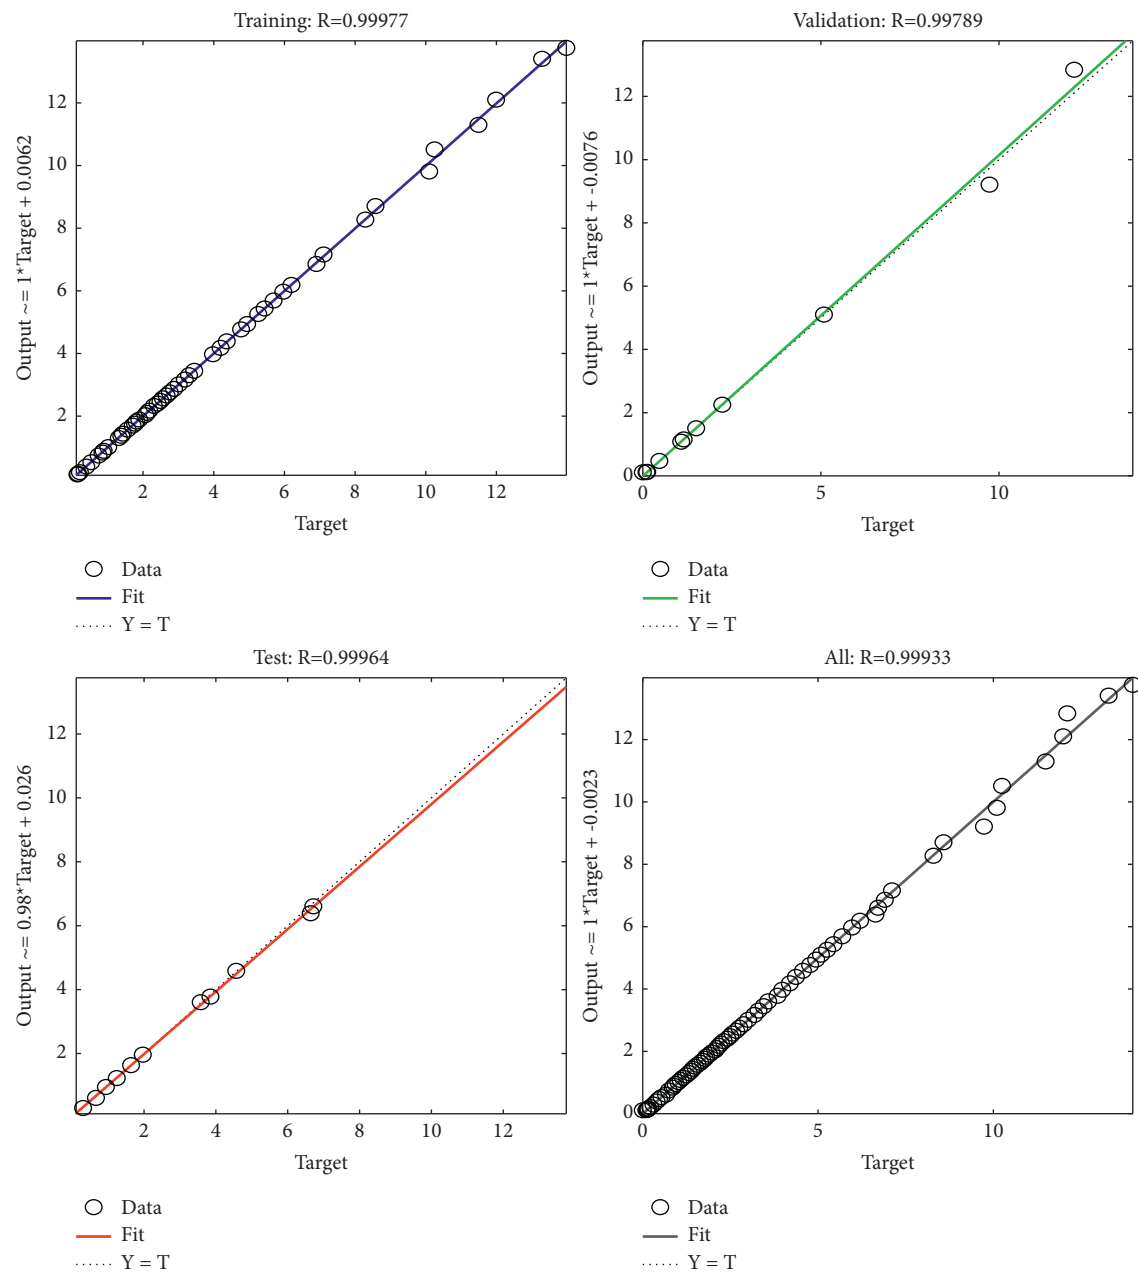 Training: R=0.99977
Output ~= 1*Target + 0.0062
12
10
8
6
4
2
2 4 6 8 10 12
Target
Data
Fit
Y = T
Validation: R=0.99789
Output ~= 1*Target + -0.0076
12
10
8
6
4
2
0
0 5 10
Target
Data
Fit
Y = T
Test: R=0.99964
Output ~= 0.98*Target + 0.026
12
10
8
6
4
2
2 4 6 8 10 12
Target
Data
Fit
Y = T
All: R=0.99933
Output ~= 1*Target + -0.0023
12
10
8
6
4
2
0
0 5 10
Target
Data
Fit
Y = T